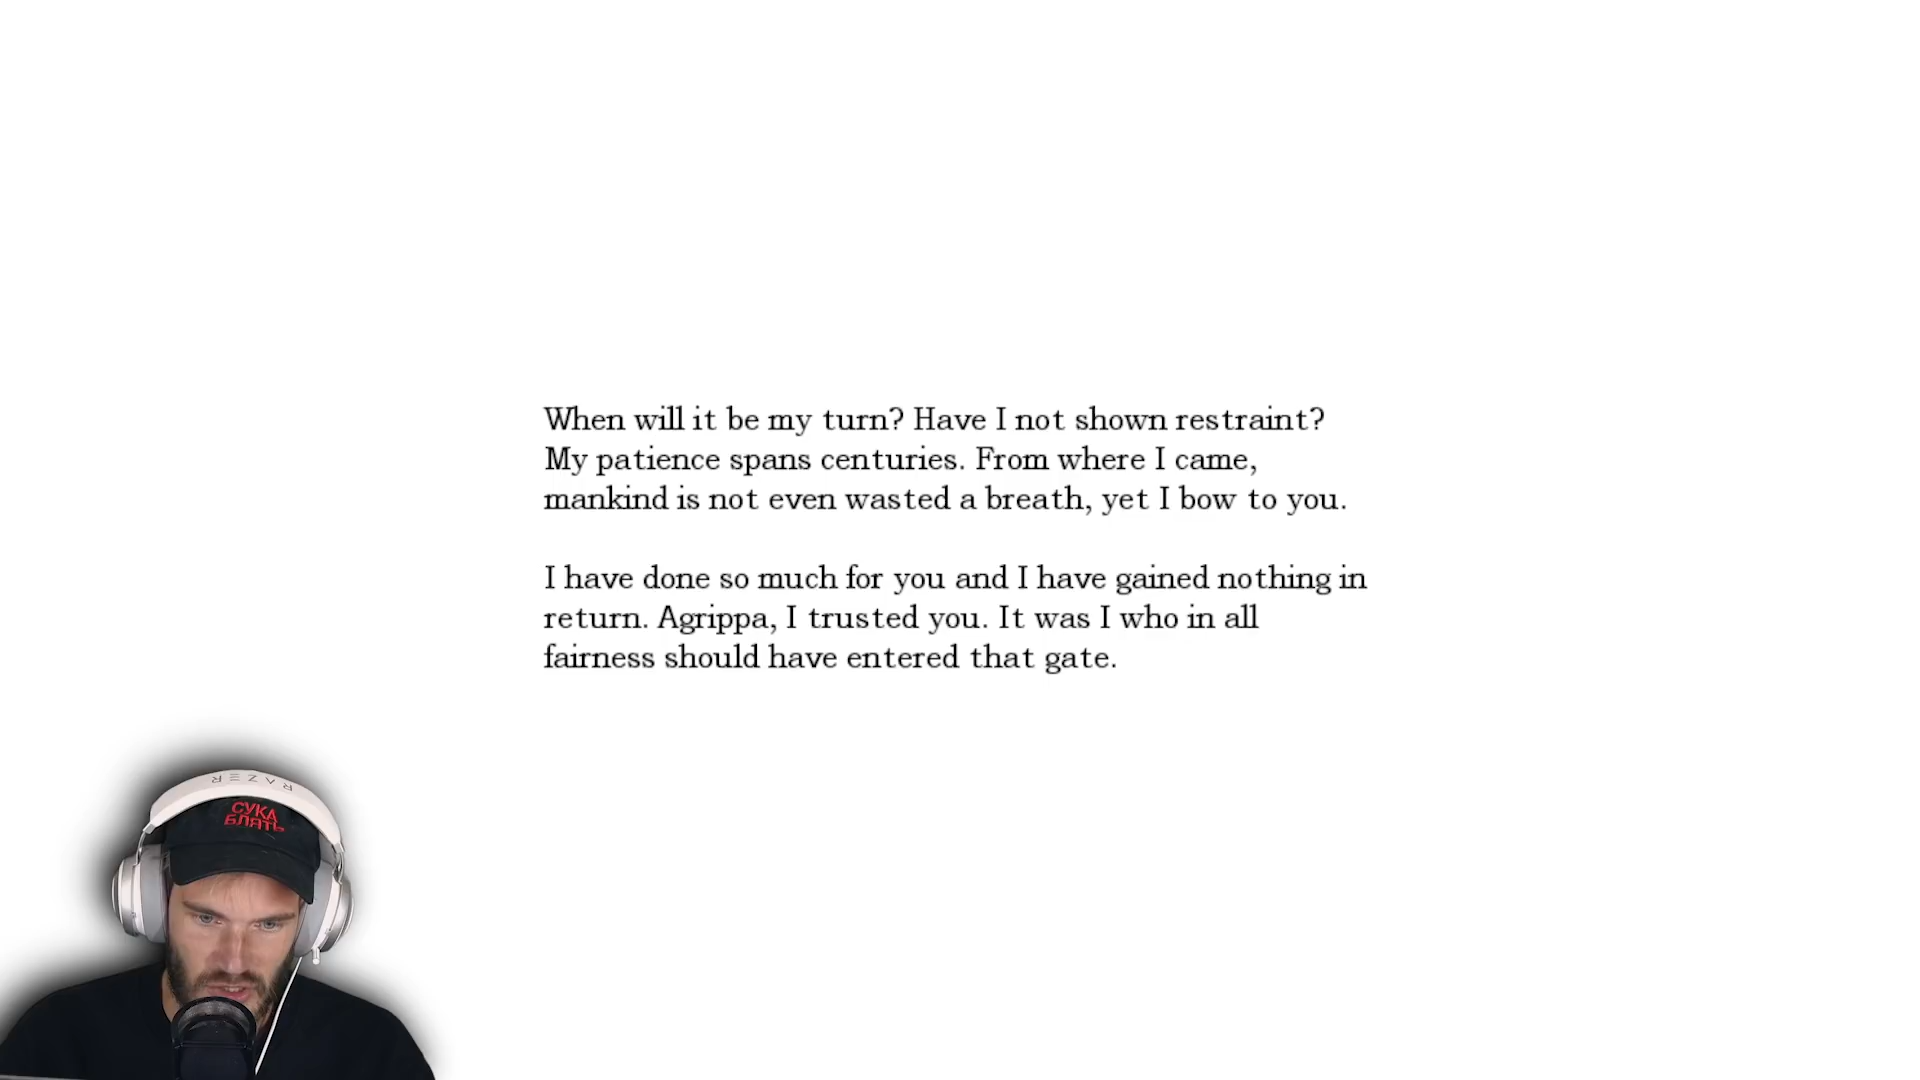 When will it be my turn? Have I not shown restraint?
My patience spans centuries. From where I came,
mankind is not even wasted a breath, yet I bow to you.
I have done so much for you and I have gained nothing in
return. Agrippa, I trusted you. It was I who in all
fairness should have entered that gate.
RAZER
СУКА
БЛЯТЬ